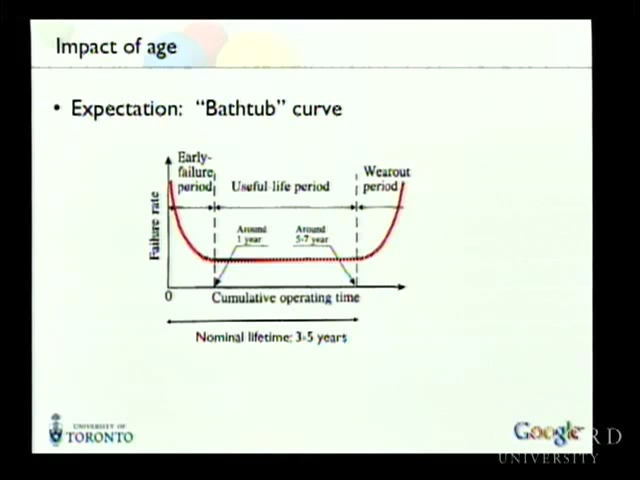 Impact of age
• Expectation: "Bathtub" curve
Early-
failure
period
Useful life period
Wearout
period
Failure rate
Around
1 year
Around
5-7 year
0
Cumulative operating time
Nominal lifetime: 3-5 years
UNIVERSITY OF
TORONTO
Google
RD
UNIVERSITY